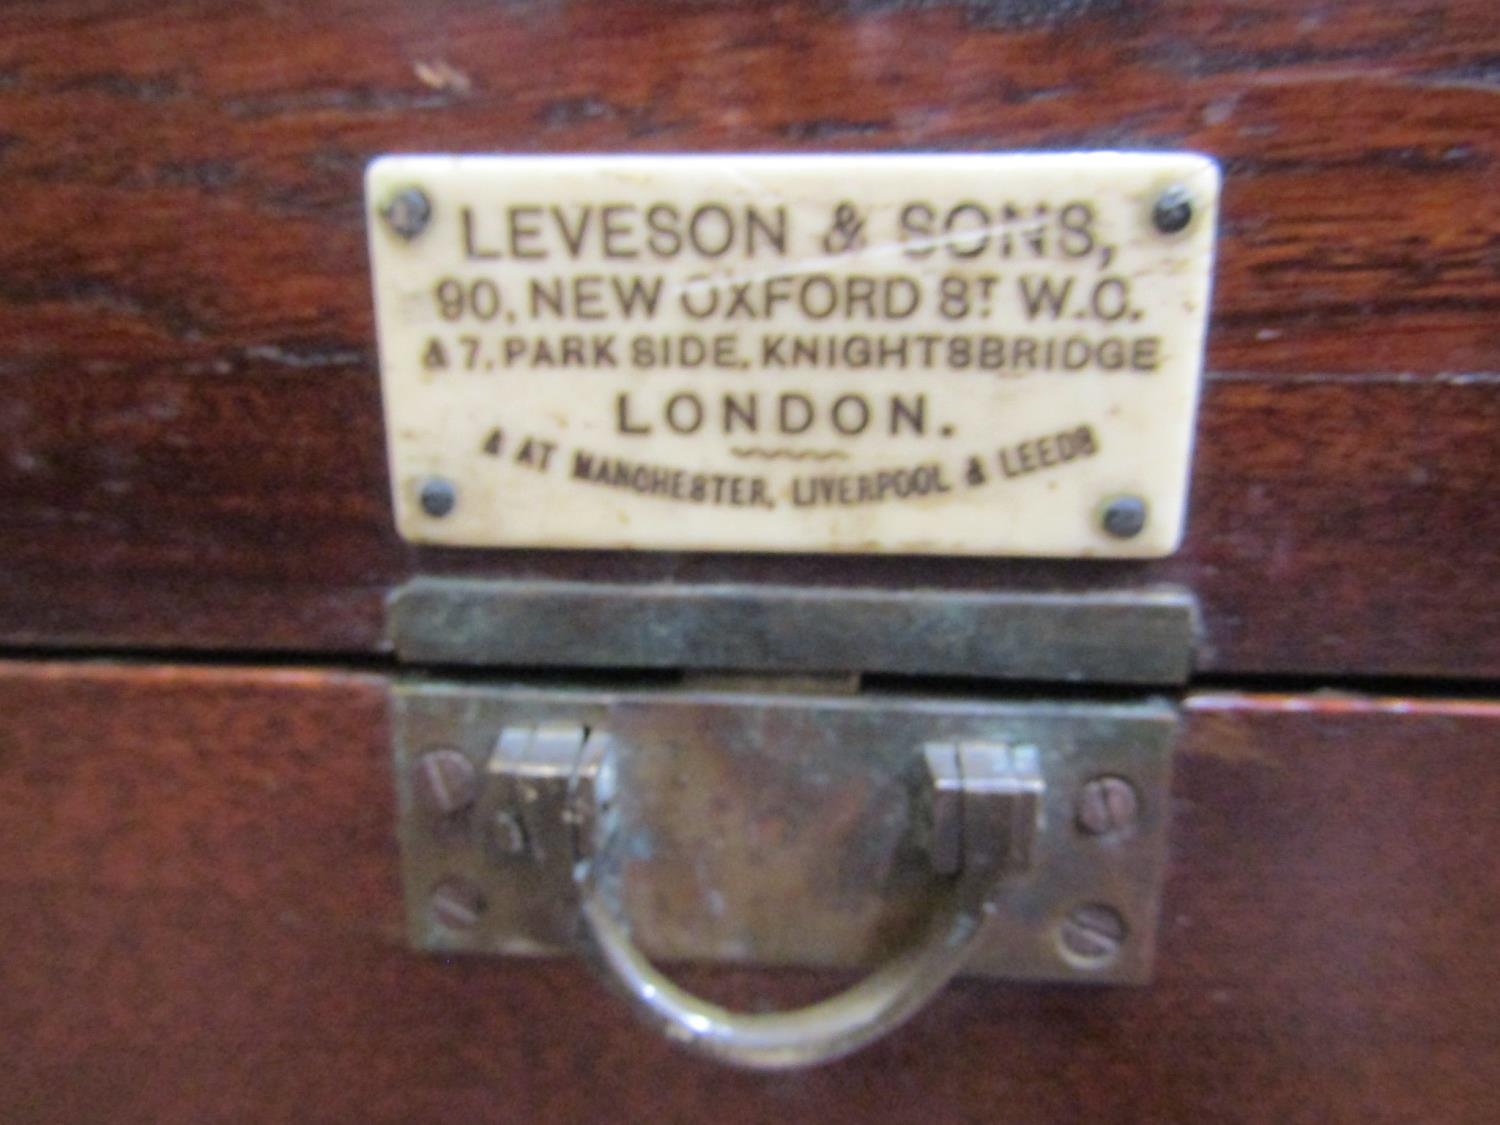 LEVESON & SONS,
90, NEW OXFORD ST W.C.
& 7, PARK SIDE, KNIGHTSBRIDGE
LONDON.
& AT MANCHESTER, LIVERPOOL & LEEDS